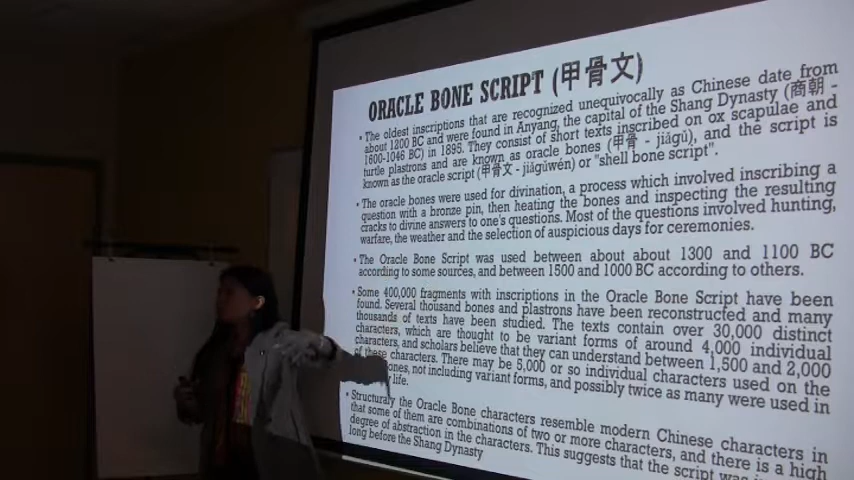 ORACLE BONE SCRIPT (甲骨文)
• The oldest inscriptions that are recognized unequivocally as Chinese date from
about 1200 BC and were found in Anyang, the capital of the Shang Dynasty (商朝 -
1600-1046 BC) in 1895. They consist of short texts inscribed on ox scapulae and
turtle plastrons and are known as oracle bones (甲骨 - jiǎgǔ), and the script is
known as the oracle script (甲骨文 - jiǎgǔwén) or "shell bone script".
• The oracle bones were used for divination, a process which involved inscribing a
question with a bronze pin, then heating the bones and inspecting the resulting
cracks to divine answers to one's questions. Most of the questions involved hunting,
warfare, the weather and the selection of auspicious days for ceremonies.
• The Oracle Bone Script was used between about about 1300 and 1100 BC
according to some sources, and between 1500 and 1000 BC according to others.
• Some 400,000 fragments with inscriptions in the Oracle Bone Script have been
found. Several thousand bones and plastrons have been reconstructed and many
thousands of texts have been studied. The texts contain over 30,000 distinct
characters, which are thought to be variant forms of around 4,000 individual
characters, and scholars believe that they can understand between 1,500 and 2,000
of these characters. There may be 5,000 or so individual characters used on the
bones, not including variant forms, and possibly twice as many were used in
life.
• Structuraly the Oracle Bone characters resemble modern Chinese characters in
that some of them are combinations of two or more characters, and there is a high
degree of abstraction in the characters. This suggests that the script was
long before the Shang Dynasty